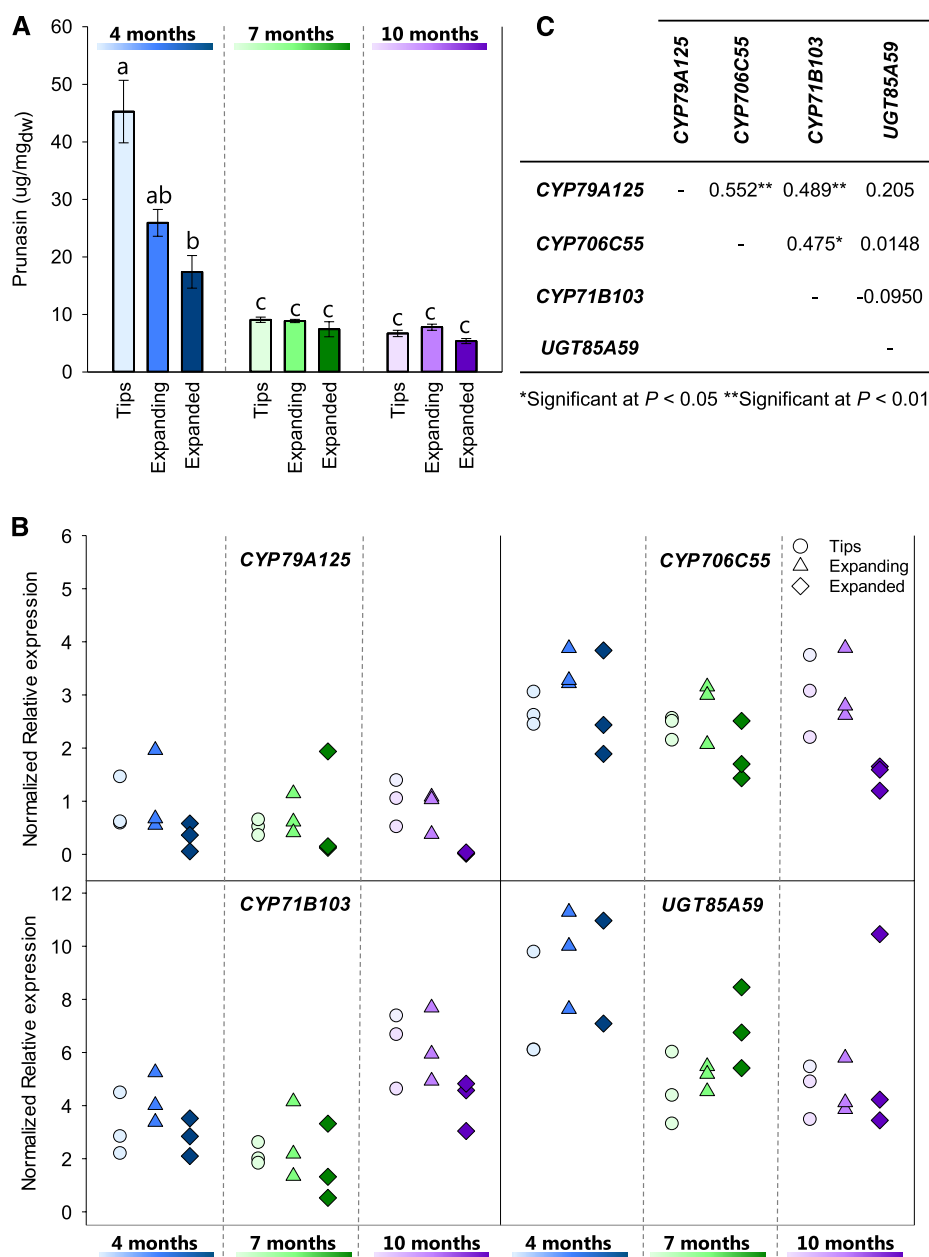 A
4 months
7 months
10 months
Prunasin (ug/mgdw)
60
50
40
30
20
10
0
a
ab
b
c
c
c
c
c
c
Tips
Expanding
Expanded
Tips
Expanding
Expanded
Tips
Expanding
Expanded
C
CYP79A125
CYP706C55
CYP71B103
UGT85A59
CYP79A125 - 0.552** 0.489** 0.205
CYP706C55 - 0.475* 0.0148
CYP71B103 - -0.0950
UGT85A59 -
*Significant at P < 0.05 **Significant at P < 0.01
B
Normalized Relative expression
6
5
4
3
2
1
0
CYP79A125
CYP706C55
Tips
Expanding
Expanded
Normalized Relative expression
12
10
8
6
4
2
0
CYP71B103
UGT85A59
4 months
7 months
10 months
4 months
7 months
10 months